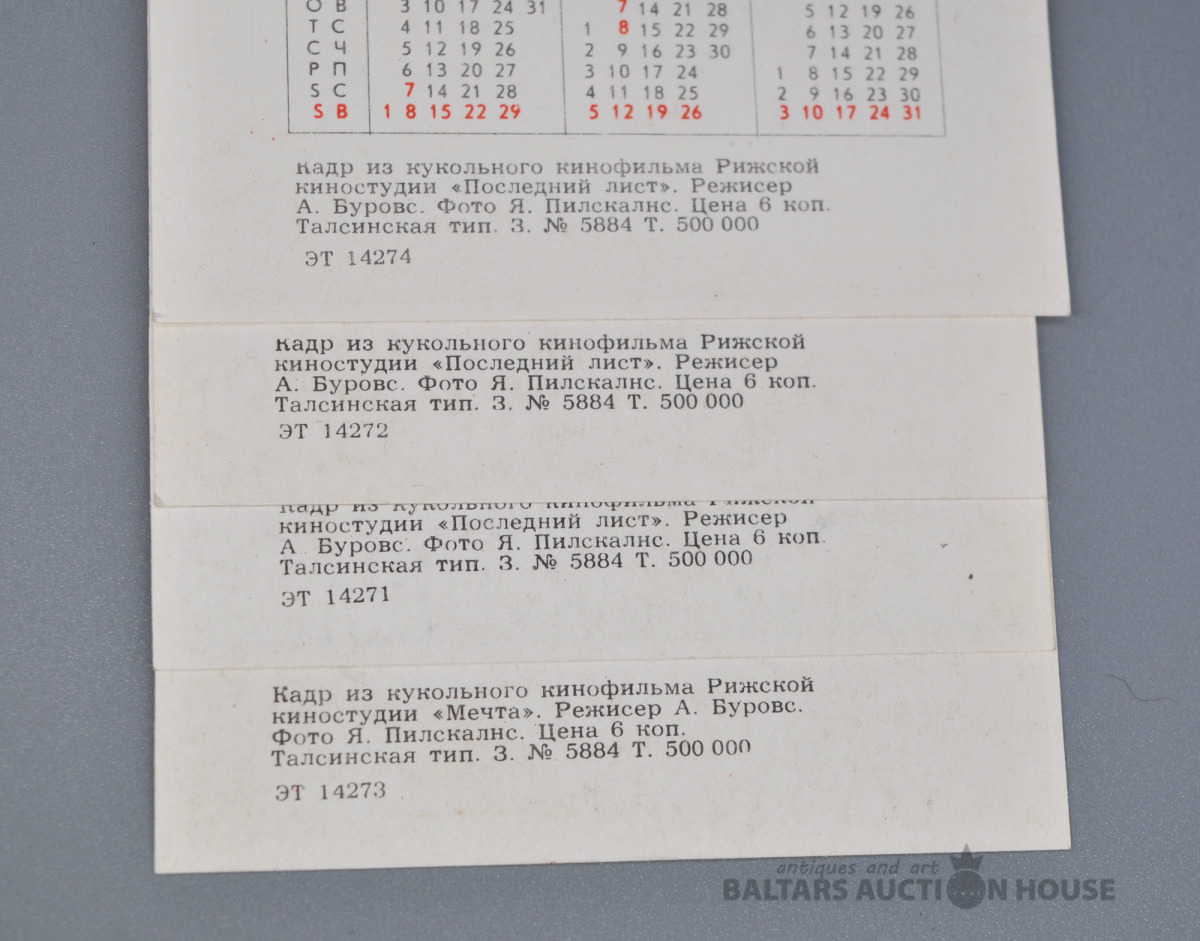 O В 3 10 17 24 31 7 14 21 28 5 12 19 26
T С 4 11 18 25 1 8 15 22 29 6 13 20 27
C Ч 5 12 19 26 2 9 16 23 30 7 14 21 28
P П 6 13 20 27 3 10 17 24 1 8 15 22 29
S С 7 14 21 28 4 11 18 25 2 9 16 23 30
S В 1 8 15 22 29 5 12 19 26 3 10 17 24 31
Кадр из кукольного кинофильма Рижской
киностудии «Последний лист». Режисер
А. Буровс. Фото Я. Пилскалнс. Цена 6 коп.
Талсинская тип. З. № 5884 Т. 500 000
ЭТ 14274
Кадр из кукольного кинофильма Рижской
киностудии «Последний лист». Режисер
А. Буровс. Фото Я. Пилскалнс. Цена 6 коп.
Талсинская тип. З. № 5884 Т. 500 000
ЭТ 14272
Кадр из кукольного кинофильма Рижской
киностудии «Последний лист». Режисер
А Буровс. Фото Я. Пилскалнс. Цена 6 коп.
Талсинская тип. З. № 5884 Т. 500 000
ЭТ 14271
Кадр из кукольного кинофильма Рижской
киностудии «Мечта». Режисер А. Буровс.
Фото Я. Пилскалнс. Цена 6 коп.
Талсинская тип. З. № 5884 Т. 500 000
ЭТ 14273
antiques and art
BALTARS AUCTION HOUSE